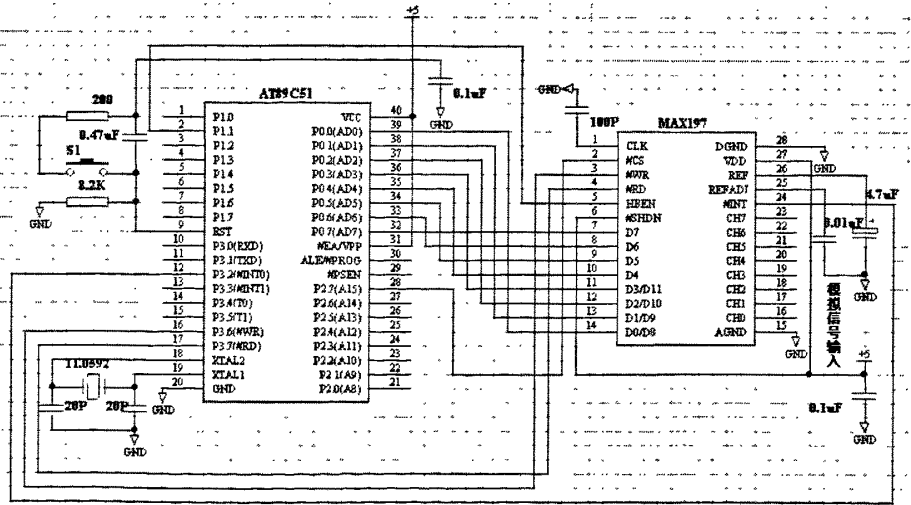 +5
AT89C51
0.1uF
GND
200
0.47uF
S1
8.2K
GND
1 P1.0
2 P1.1
3 P1.2
4 P1.3
5 P1.4
6 P1.5
7 P1.6
8 P1.7
9 RST
10 P3.0(RXD)
11 P3.1(TXD)
12 P3.2(#INT0)
13 P3.3(#INT1)
14 P3.4(T0)
15 P3.5(T1)
16 P3.6(#WR)
17 P3.7(#RD)
18 XTAL2
19 XTAL1
20 GND
VCC 40
P0.0(AD0) 39
P0.1(AD1) 38
P0.2(AD2) 37
P0.3(AD3) 36
P0.4(AD4) 35
P0.5(AD5) 34
P0.6(AD6) 33
P0.7(AD7) 32
#EA/VPP 31
ALE/#PROG 30
#PSEN 29
P2.7(A15) 28
P2.6(A14) 27
P2.5(A13) 26
P2.4(A12) 25
P2.3(A11) 24
P2.2(A10) 23
P2.1(A9) 22
P2.0(A8) 21
11.0592
20P
20P
GND
GND
GND
100P
MAX197
1 CLK
2 #CS
3 #WR
4 #RD
5 HBEN
6 #SHDN
7 D7
8 D6
9 D5
10 D4
11 D3/D11
12 D2/D10
13 D1/D9
14 D0/D8
DGND 28
VDD 27
REF 26
REFADJ 25
#INT 24
CH7 23
CH6 22
CH5 21
CH4 20
CH3 19
CH2 18
CH1 17
CH0 16
AGND 15
GND
4.7uF
0.01uF
GND
模拟信号输入
GND
+5
0.1uF
GND